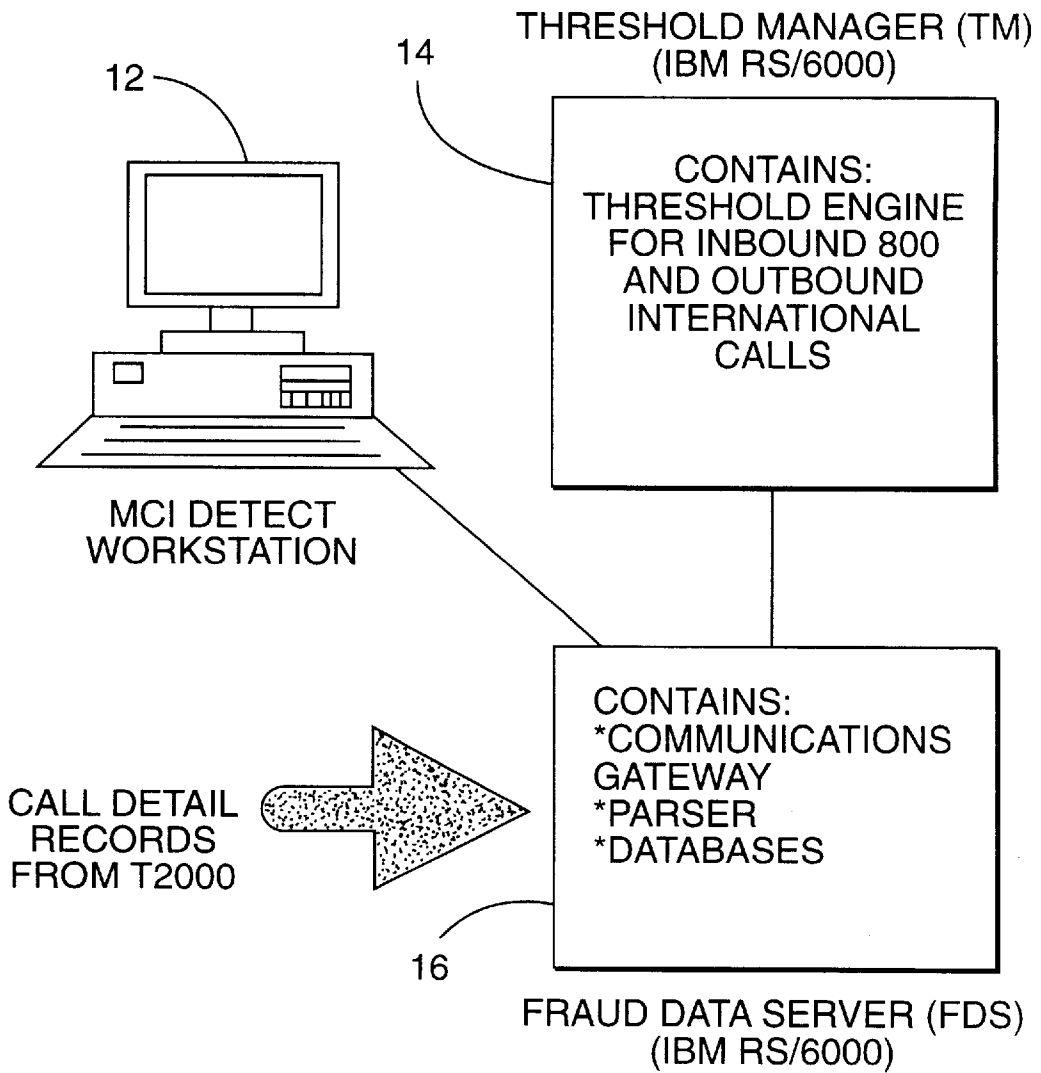 THRESHOLD MANAGER (TM)
(IBM RS/6000)
14
12
CONTAINS:
THRESHOLD ENGINE
FOR INBOUND 800
AND OUTBOUND
INTERNATIONAL
CALLS
MCI DETECT
WORKSTATION
CONTAINS:
*COMMUNICATIONS
GATEWAY
*PARSER
*DATABASES
CALL DETAIL
RECORDS
FROM T2000
16
FRAUD DATA SERVER (FDS)
(IBM RS/6000)